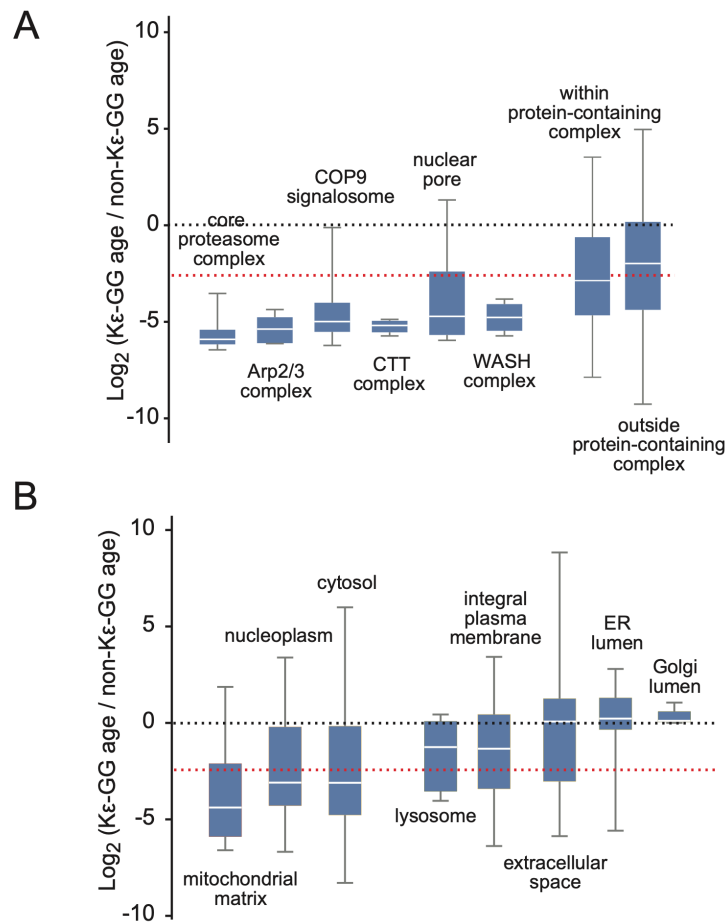 A
Log2 (Kε-GG age / non-Kε-GG age)
10
5
0
-5
-10
core
proteasome
complex
Arp2/3
complex
COP9
signalosome
CTT
complex
nuclear
pore
WASH
complex
within
protein-containing
complex
outside
protein-containing
complex
B
Log2 (Kε-GG age / non-Kε-GG age)
10
5
0
-5
-10
mitochondrial
matrix
nucleoplasm
cytosol
lysosome
integral
plasma
membrane
extracellular
space
ER
lumen
Golgi
lumen